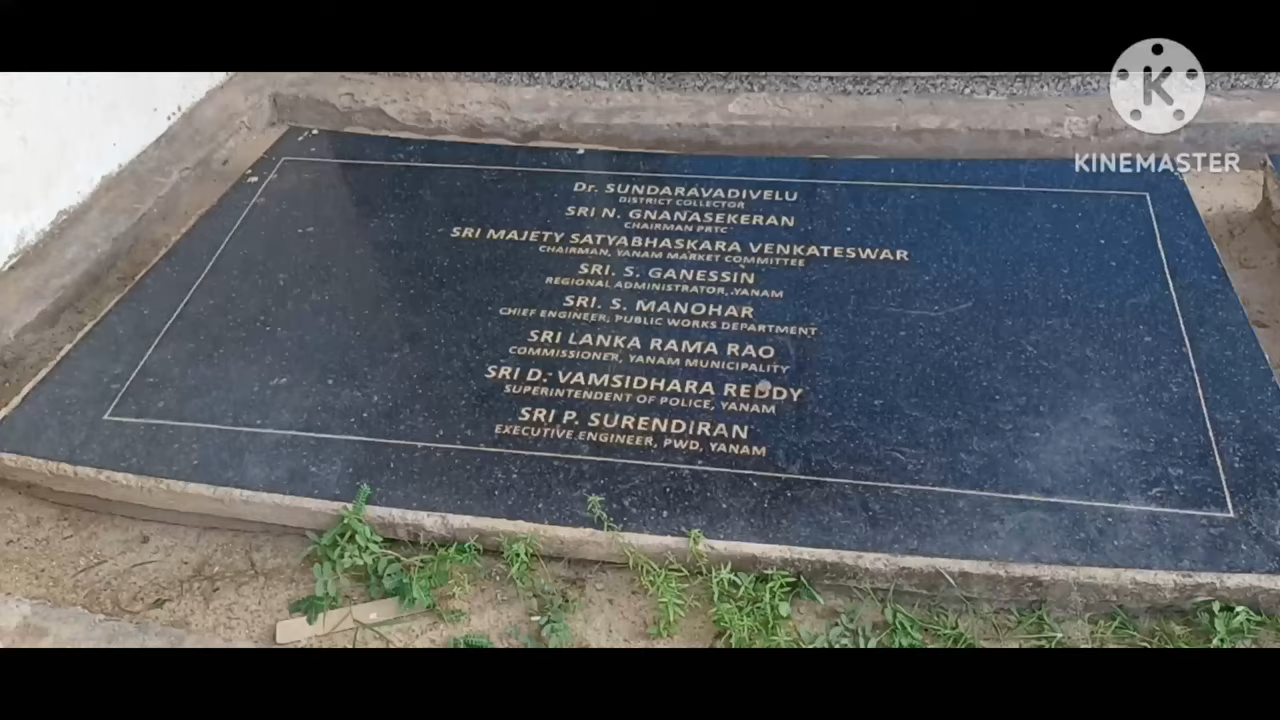 K
KINEMASTER
Dr. SUNDARAVADIVELU
DISTRICT COLLECTOR
SRI N. GNANASEKERAN
CHAIRMAN PRTC
SRI MAJETY SATYABHASKARA VENKATESWAR
CHAIRMAN, YANAM MARKET COMMITTEE
SRI. S. GANESSIN
REGIONAL ADMINISTRATOR, YANAM
SRI. S. MANOHAR
CHIEF ENGINEER, PUBLIC WORKS DEPARTMENT
SRI LANKA RAMA RAO
COMMISSIONER, YANAM MUNICIPALITY
SRI D. VAMSIDHARA REDDY
SUPERINTENDENT OF POLICE, YANAM
SRI P. SURENDIRAN
EXECUTIVE ENGINEER, PWD, YANAM